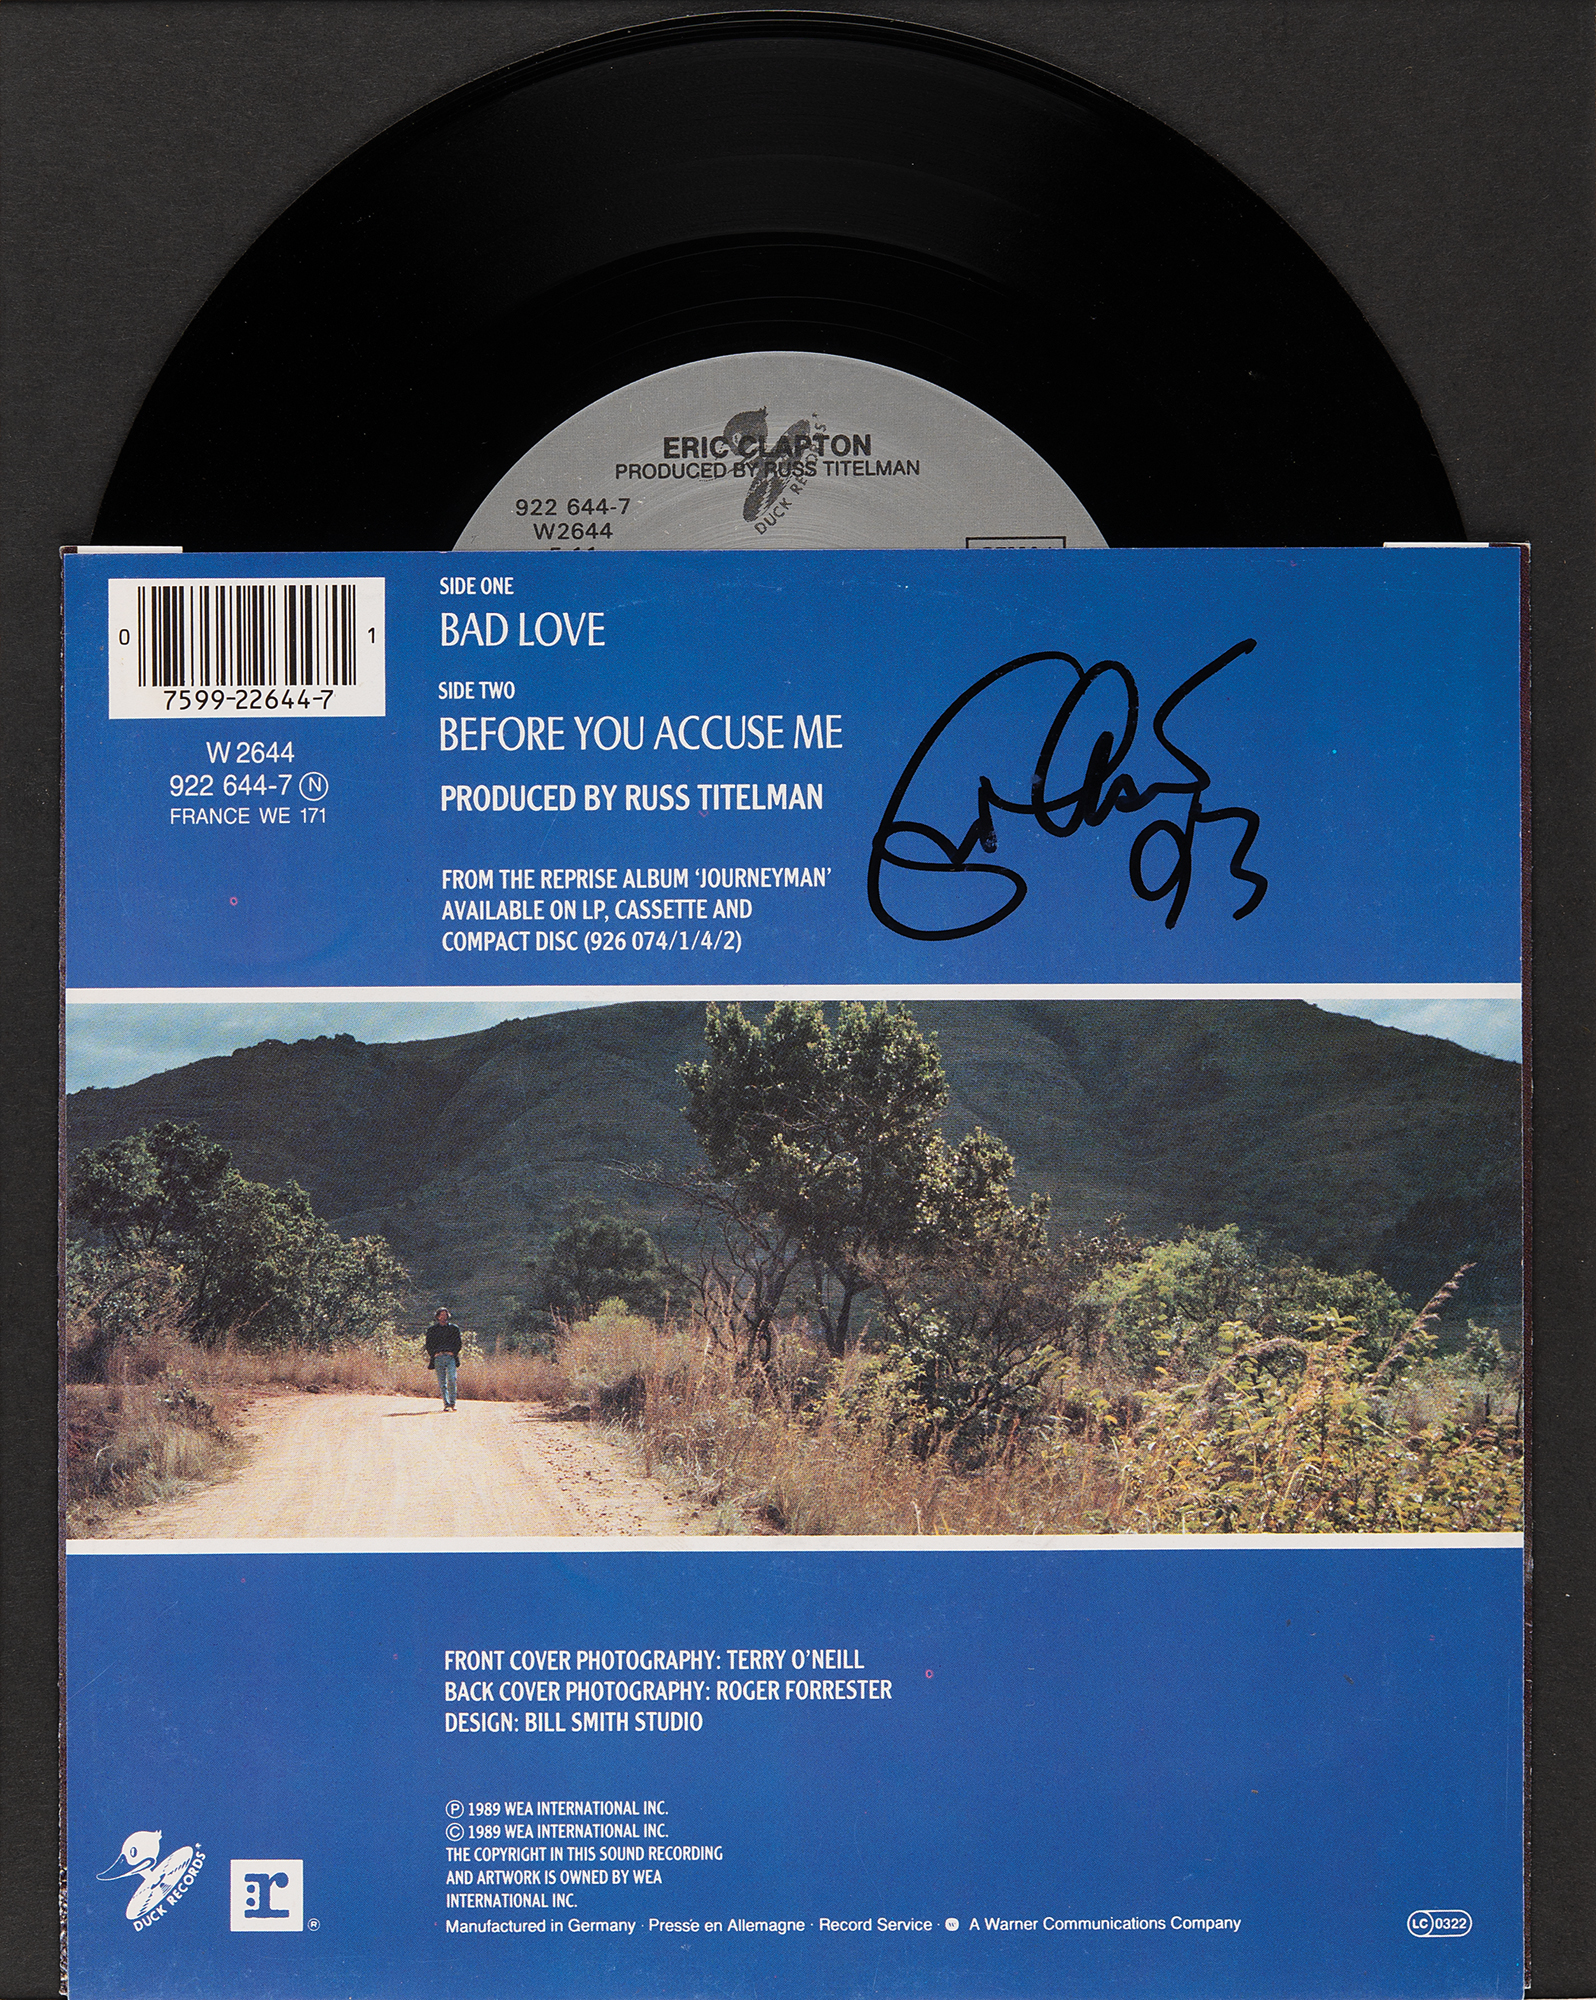 ERIC CLAPTON
PRODUCED BY RUSS TITELMAN
DUCK RECORDS
922 644-7
W2644
SIDE ONE
BAD LOVE
SIDE TWO
BEFORE YOU ACCUSE ME
PRODUCED BY RUSS TITELMAN
0 1
7599-22644-7
W 2644
922 644-7 N
FRANCE WE 171
FROM THE REPRISE ALBUM ‘JOURNEYMAN’
AVAILABLE ON LP, CASSETTE AND
COMPACT DISC (926 074/1/4/2)
93
FRONT COVER PHOTOGRAPHY: TERRY O’NEILL
BACK COVER PHOTOGRAPHY: ROGER FORRESTER
DESIGN: BILL SMITH STUDIO
Ⓟ 1989 WEA INTERNATIONAL INC.
© 1989 WEA INTERNATIONAL INC.
THE COPYRIGHT IN THIS SOUND RECORDING
AND ARTWORK IS OWNED BY WEA
INTERNATIONAL INC.
Manufactured in Germany · Presse en Allemagne · Record Service · A Warner Communications Company
DUCK RECORDS
r ®
LC 0322